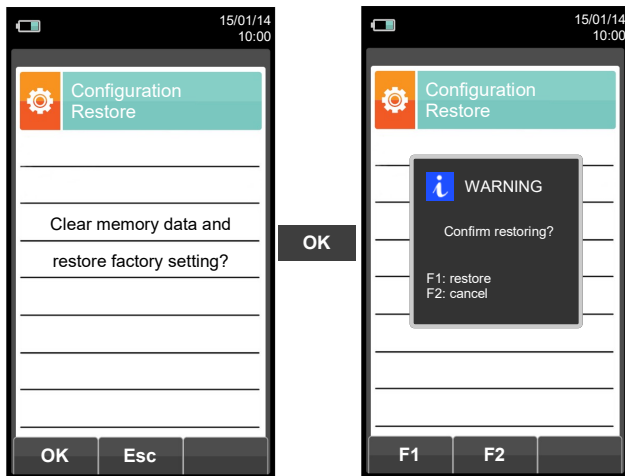 15/01/14
10:00
Configuration
Restore
Clear memory data and
restore factory setting?
OK
Esc
OK
15/01/14
10:00
Configuration
Restore
i WARNING
Confirm restoring?
F1: restore
F2: cancel
F1
F2